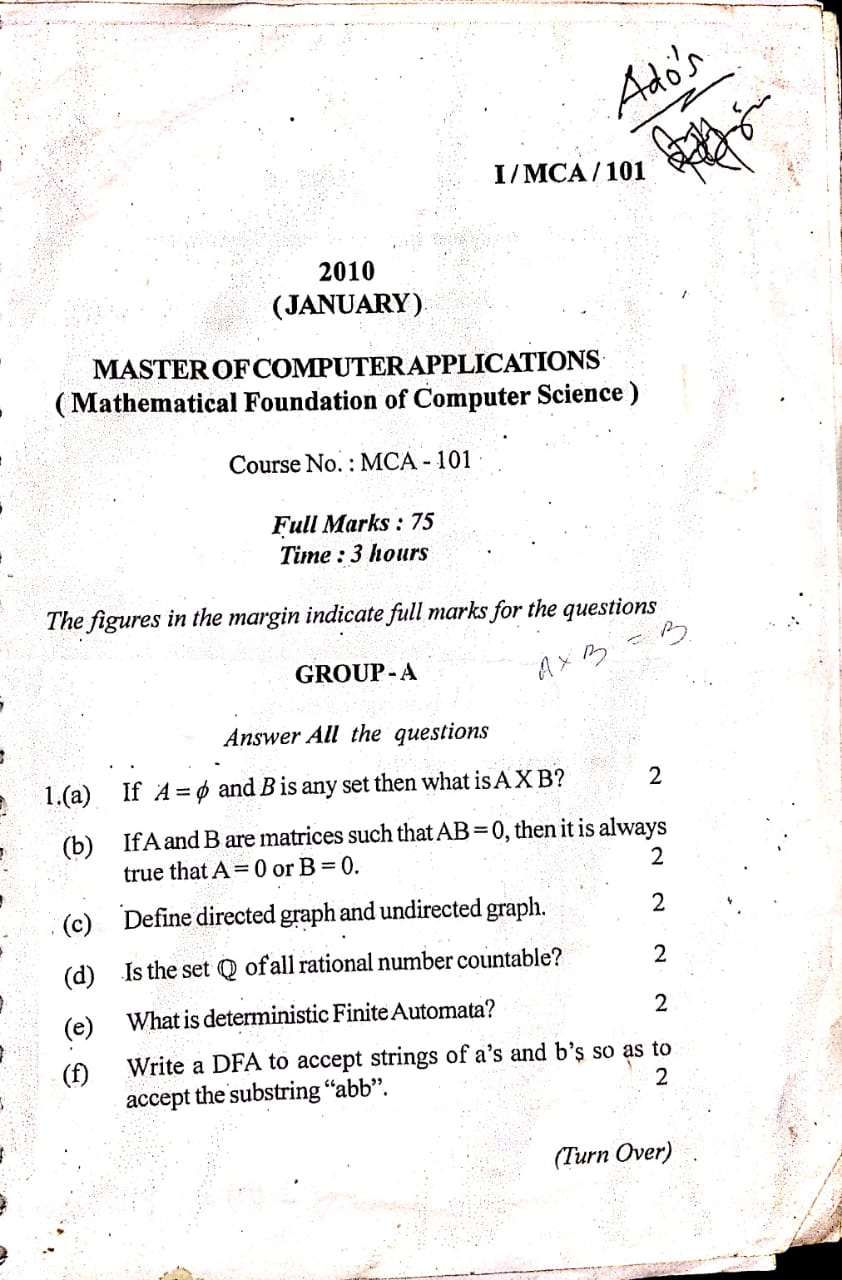 Ado's
I/MCA/101
2010
(JANUARY)
MASTER OF COMPUTER APPLICATIONS
( Mathematical Foundation of Computer Science )
Course No. : MCA - 101
Full Marks : 75
Time : 3 hours
The figures in the margin indicate full marks for the questions
A × B = B
GROUP - A
Answer All the questions
1.(a) If A = ϕ and B is any set then what is A X B? 2
(b) If A and B are matrices such that AB = 0, then it is always
true that A = 0 or B = 0. 2
(c) Define directed graph and undirected graph. 2
(d) Is the set ℚ of all rational number countable? 2
(e) What is deterministic Finite Automata? 2
(f) Write a DFA to accept strings of a's and b's so as to
accept the substring “abb”. 2
(Turn Over)